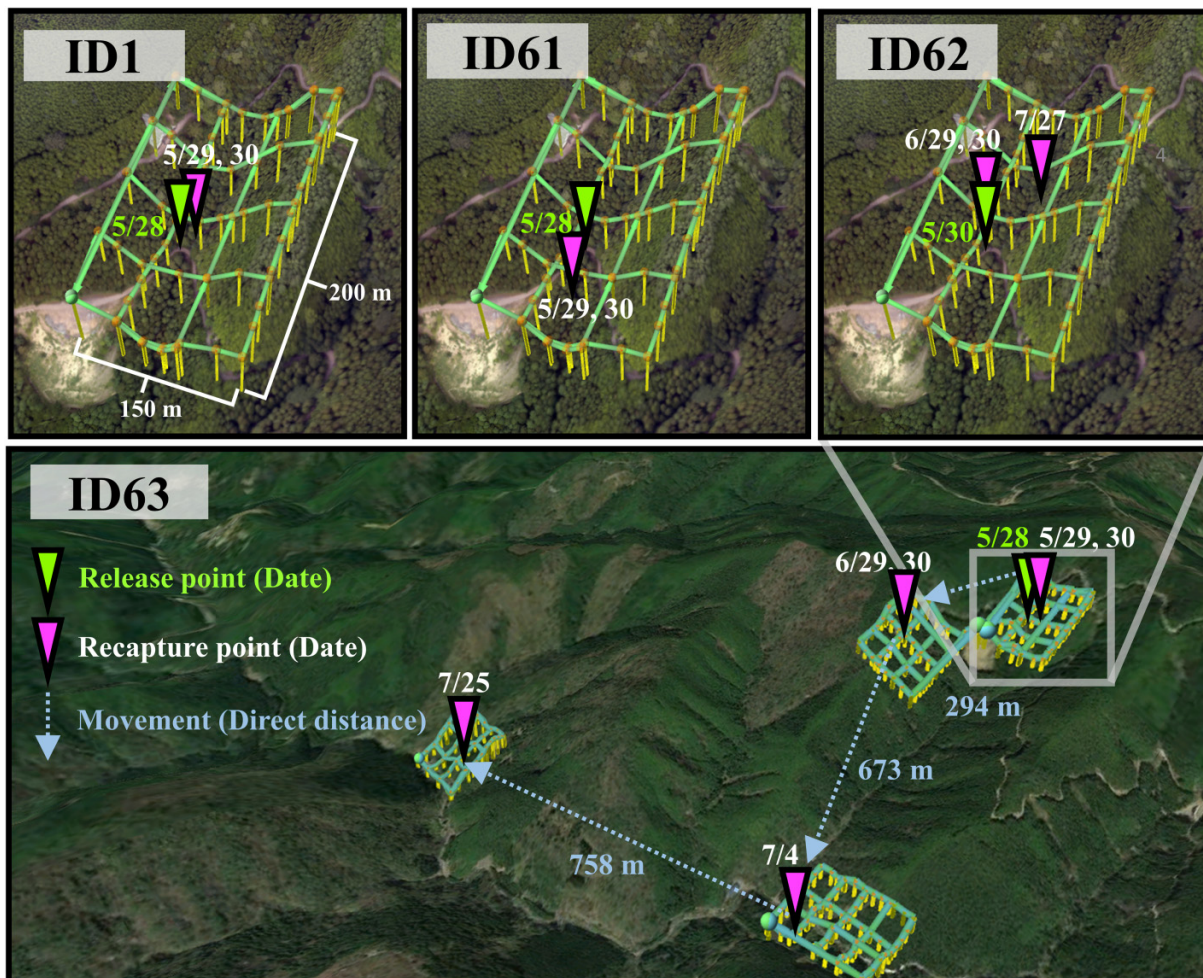 ID1
5/29, 30
5/28
200 m
150 m
ID61
5/28
5/29, 30
ID62
7/27
6/29, 30
4
5/30
ID63
5/28 5/29, 30
6/29, 30
Release point (Date)
Recapture point (Date)
7/25
Movement (Direct distance)
294 m
673 m
758 m
7/4